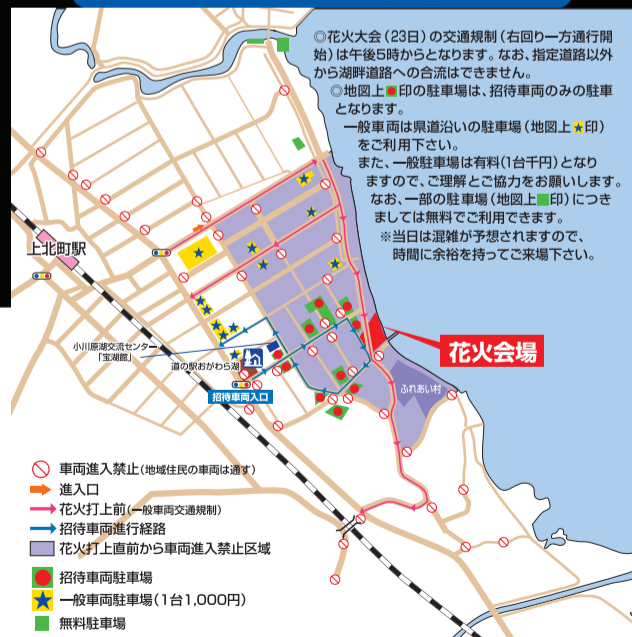 ◎花火大会(23日)の交通規制(右回り一方通行開
始)は午後5時からとなります。なお、指定道路以外
から湖畔道路への合流はできません。
◎地図上 印の駐車場は、招待車両のみの駐車
となります。
一般車両は県道沿いの駐車場(地図上★印)
をご利用下さい。
また、一般駐車場は有料(1台千円)となり
ますので、ご理解とご協力をお願いします。
なお、一部の駐車場(地図上■印)につき
ましては無料でご利用できます。
※当日は混雑が予想されますので、
時間に余裕を持ってご来場下さい。
上北町駅
小川原湖交流センター
「宝湖館」
道の駅おがわら湖
招待車両入口
花火会場
ふれあい村
車両進入禁止(地域住民の車両は通す)
進入口
花火打上前(一般車両交通規制)
招待車両進行経路
花火打上直前から車両進入禁止区域
招待車両駐車場
一般車両駐車場(1台1,000円)
無料駐車場